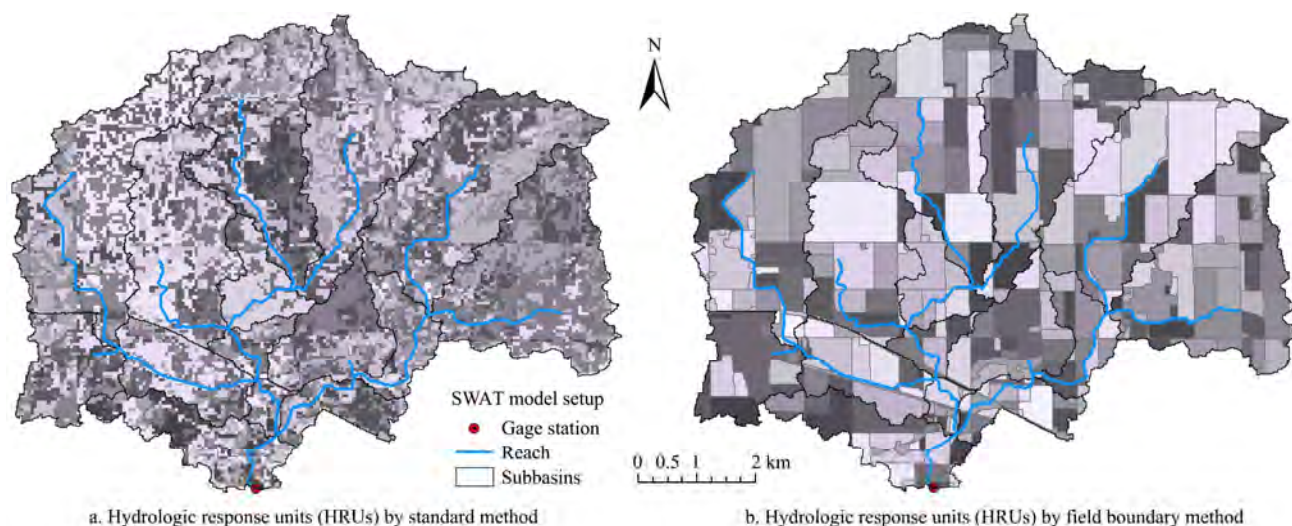 N
SWAT model setup
Gage station
Reach
Subbasins
0 0.5 1 2 km
a. Hydrologic response units (HRUs) by standard method
b. Hydrologic response units (HRUs) by field boundary method